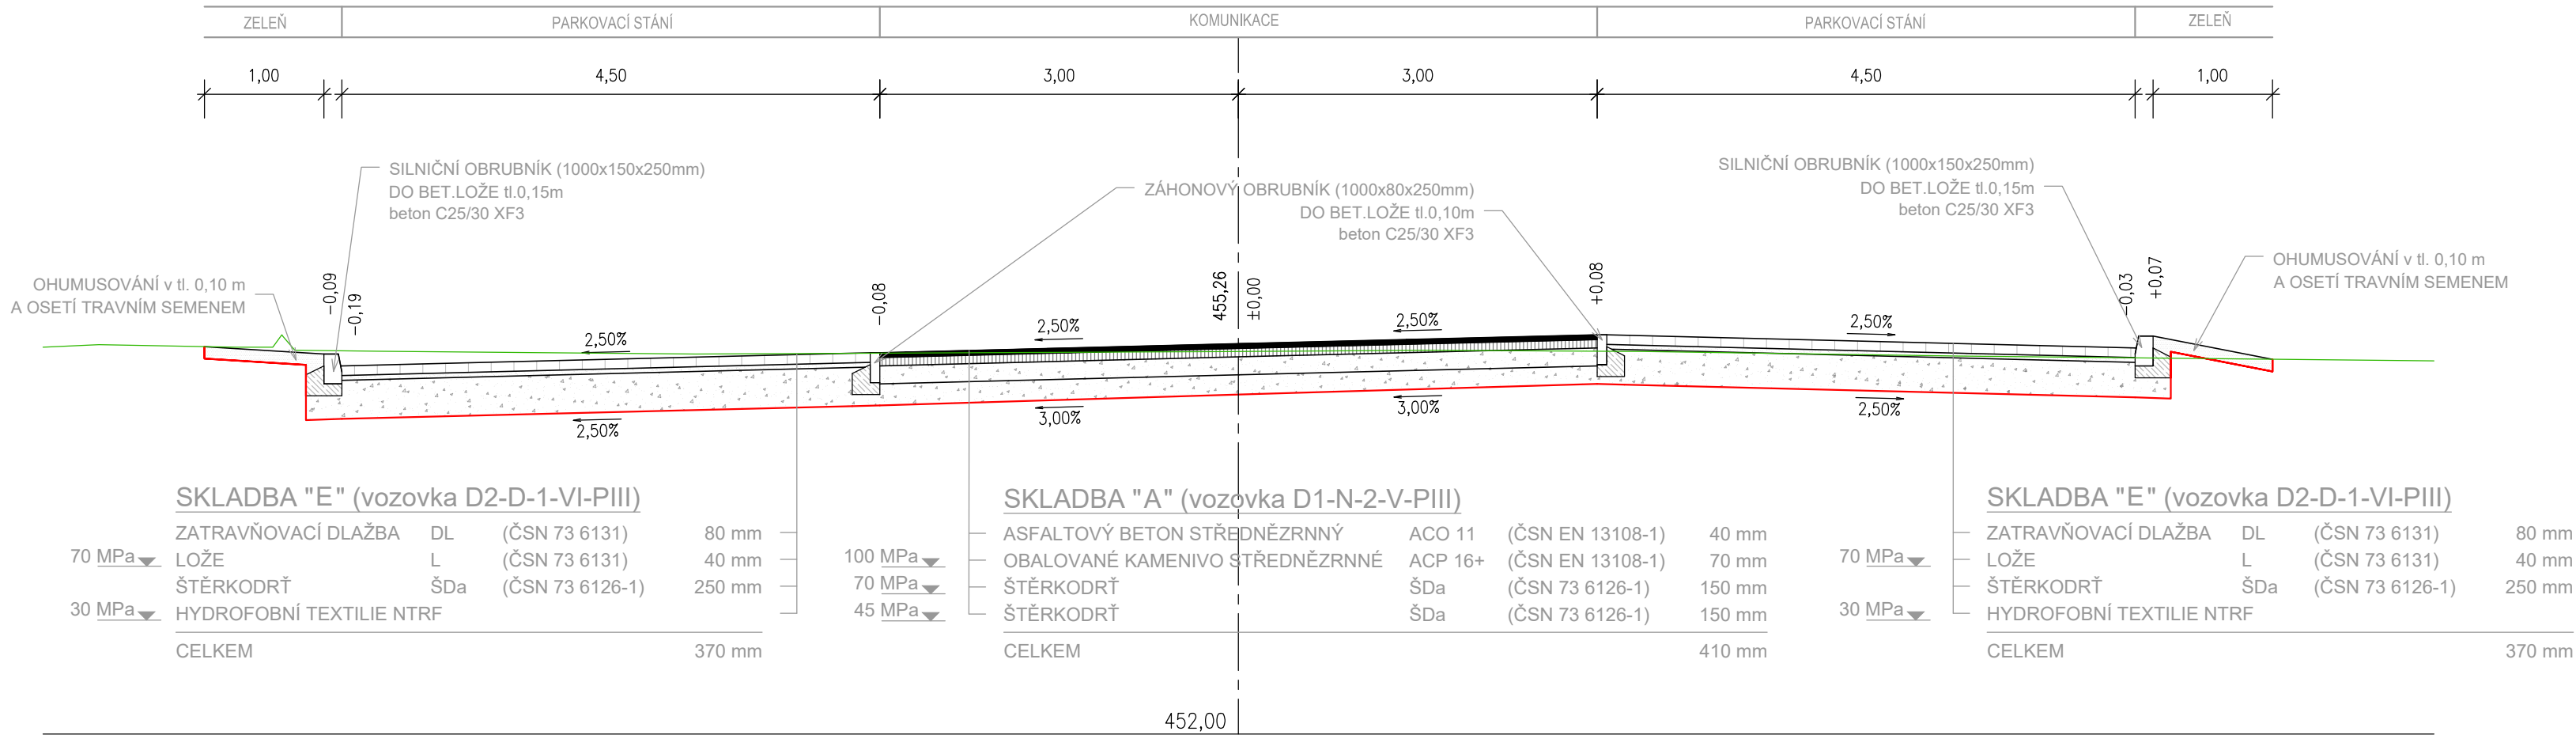 ZELEŇ PARKOVACÍ STÁNÍ KOMUNIKACE PARKOVACÍ STÁNÍ ZELEŇ
1,00 4,50 3,00 3,00 4,50 1,00
SILNIČNÍ OBRUBNÍK (1000x150x250mm)
DO BET.LOŽE tl.0,15m
beton C25/30 XF3
ZÁHONOVÝ OBRUBNÍK (1000x80x250mm)
DO BET.LOŽE tl.0,10m
beton C25/30 XF3
SILNIČNÍ OBRUBNÍK (1000x150x250mm)
DO BET.LOŽE tl.0,15m
beton C25/30 XF3
OHUMUSOVÁNÍ v tl. 0,10 m
A OSETÍ TRAVNÍM SEMENEM
OHUMUSOVÁNÍ v tl. 0,10 m
A OSETÍ TRAVNÍM SEMENEM
-0,09
-0,19
-0,08
455,26
±0,00
+0,08
-0,03
+0,07
2,50% 2,50% 2,50% 2,50%
2,50% 3,00% 3,00% 2,50%
SKLADBA "E" (vozovka D2-D-1-VI-PIII)
ZATRAVŇOVACÍ DLAŽBA DL (ČSN 73 6131) 80 mm
70 MPa LOŽE L (ČSN 73 6131) 40 mm
ŠTĚRKODRŤ ŠDa (ČSN 73 6126-1) 250 mm
30 MPa HYDROFOBNÍ TEXTILIE NTRF
CELKEM 370 mm
SKLADBA "A" (vozovka D1-N-2-V-PIII)
ASFALTOVÝ BETON STŘEDNĚZRNNÝ ACO 11 (ČSN EN 13108-1) 40 mm
100 MPa OBALOVANÉ KAMENIVO STŘEDNĚZRNNÉ ACP 16+ (ČSN EN 13108-1) 70 mm
70 MPa ŠTĚRKODRŤ ŠDa (ČSN 73 6126-1) 150 mm
45 MPa ŠTĚRKODRŤ ŠDa (ČSN 73 6126-1) 150 mm
CELKEM 410 mm
SKLADBA "E" (vozovka D2-D-1-VI-PIII)
ZATRAVŇOVACÍ DLAŽBA DL (ČSN 73 6131) 80 mm
70 MPa LOŽE L (ČSN 73 6131) 40 mm
ŠTĚRKODRŤ ŠDa (ČSN 73 6126-1) 250 mm
30 MPa HYDROFOBNÍ TEXTILIE NTRF
CELKEM 370 mm
452,00